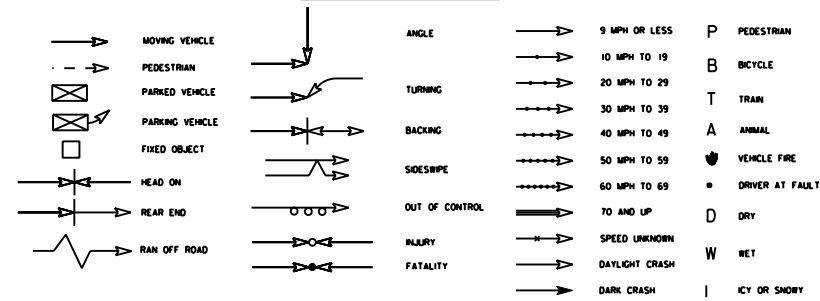 MOVING VEHICLE
PEDESTRIAN
PARKED VEHICLE
PARKING VEHICLE
FIXED OBJECT
HEAD ON
REAR END
RAN OFF ROAD
ANGLE
TURNING
BACKING
SIDESWIPE
OUT OF CONTROL
INJURY
FATALITY
9 MPH OR LESS
10 MPH TO 19
20 MPH TO 29
30 MPH TO 39
40 MPH TO 49
50 MPH TO 59
60 MPH TO 69
70 AND UP
SPEED UNKNOWN
DAYLIGHT CRASH
DARK CRASH
P PEDESTRIAN
B BICYCLE
T TRAIN
A ANIMAL
VEHICLE FIRE
DRIVER AT FAULT
D DRY
W WET
I ICY OR SNOWY